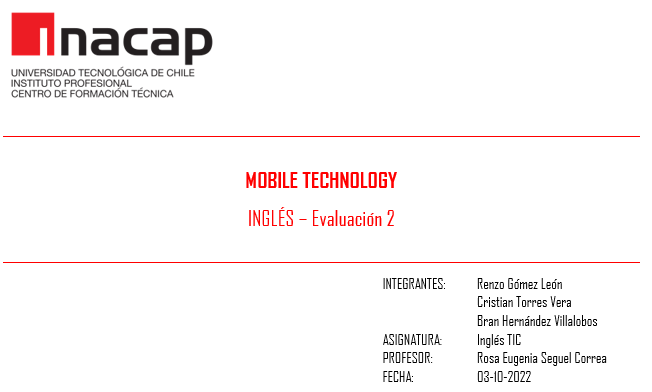 inacap
UNIVERSIDAD TECNOLÓGICA DE CHILE
INSTITUTO PROFESIONAL
CENTRO DE FORMACIÓN TÉCNICA
MOBILE TECHNOLOGY
INGLÉS – Evaluación 2
INTEGRANTES: Renzo Gómez León
Cristian Torres Vera
Bran Hernández Villalobos
ASIGNATURA: Inglés TIC
PROFESOR: Rosa Eugenia Seguel Correa
FECHA: 03-10-2022